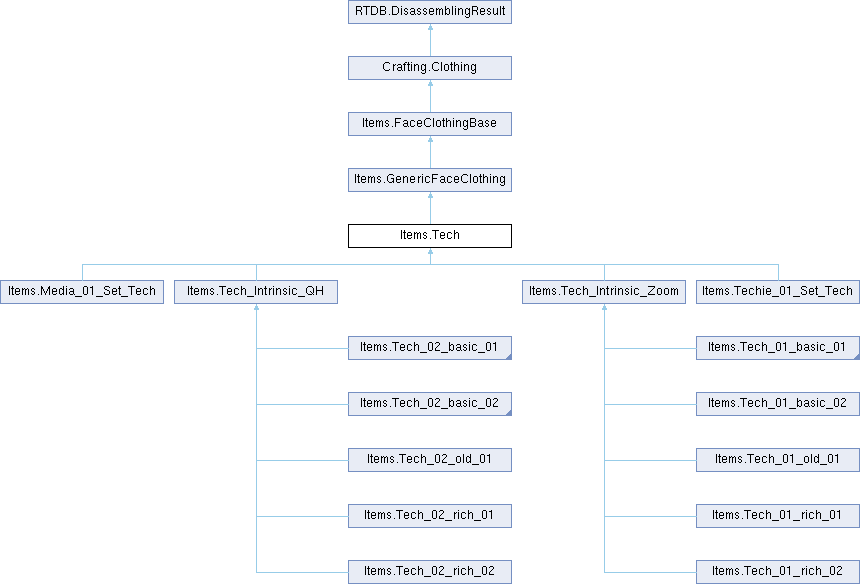 RTDB.DisassemblingResult
Crafting.Clothing
Items.FaceClothingBase
Items.GenericFaceClothing
Items.Tech
Items.Media_01_Set_Tech
Items.Tech_Intrinsic_QH
Items.Tech_Intrinsic_Zoom
Items.Techie_01_Set_Tech
Items.Tech_02_basic_01
Items.Tech_01_basic_01
Items.Tech_02_basic_02
Items.Tech_01_basic_02
Items.Tech_02_old_01
Items.Tech_01_old_01
Items.Tech_02_rich_01
Items.Tech_01_rich_01
Items.Tech_02_rich_02
Items.Tech_01_rich_02